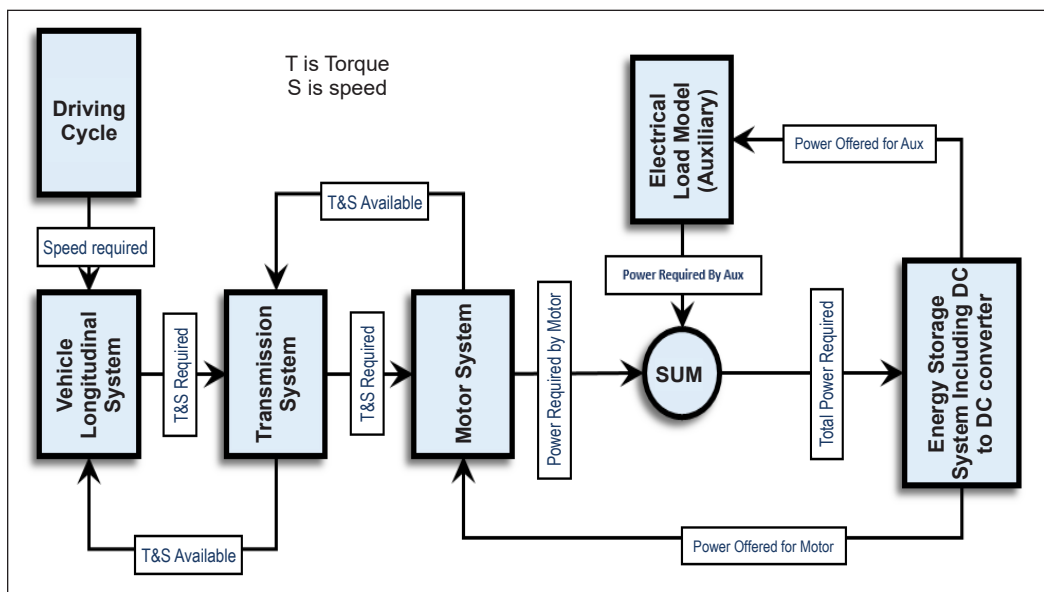 T is Torque
S is speed
Driving
Cycle
Electrical
Load Model
(Auxiliary)
Power Offered for Aux
T&S Available
Speed required
Power Required By Aux
Vehicle
Longitudinal
System
T&S Required
Transmission
System
T&S Required
Motor System
Power Required by Motor
SUM
Total Power Required
Energy Storage
System Including DC
to DC converter
T&S Available
Power Offered for Motor